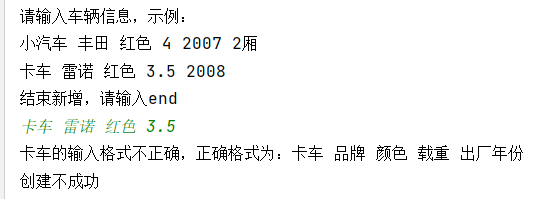 请输入车辆信息，示例：
小汽车 丰田 红色 4 2007 2厢
卡车 雷诺 红色 3.5 2008
结束新增，请输入end
卡车 雷诺 红色 3.5
卡车的输入格式不正确，正确格式为：卡车 品牌 颜色 载重 出厂年份
创建不成功